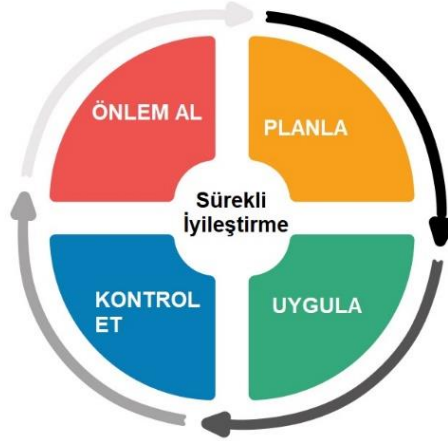 ÖNLEM AL
PLANLA
Sürekli
İyileştirme
KONTROL
ET
UYGULA